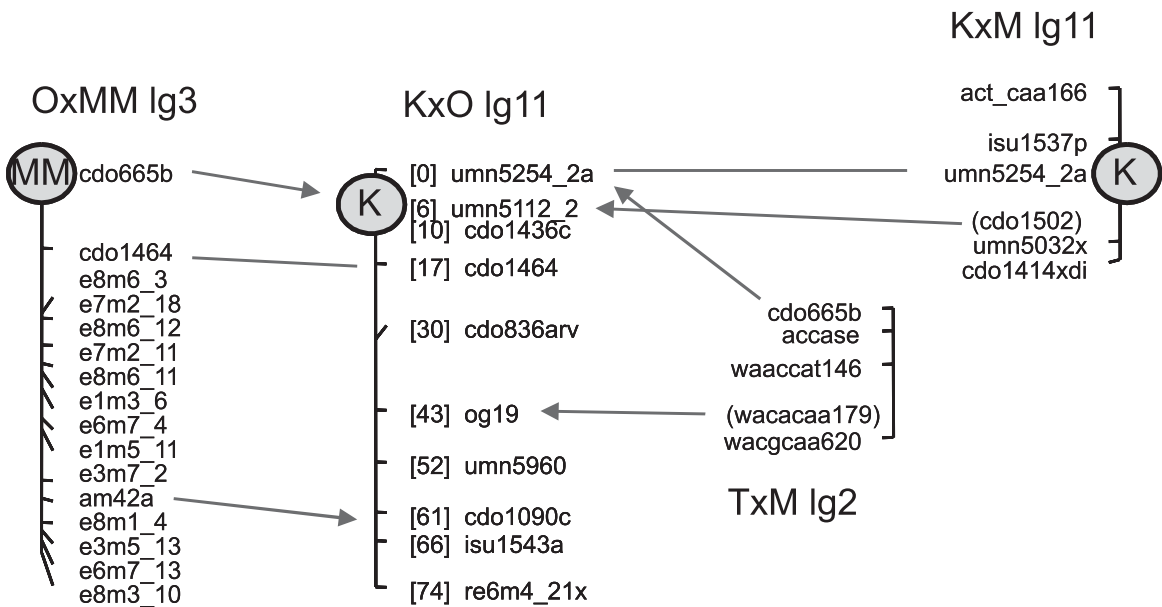 KxM lg11
act_caa166
isu1537p
umn5254_2a
K
(cdo1502)
umn5032x
cdo1414xdi
OxMM lg3
MM
cdo665b
cdo1464
e8m6_3
e7m2_18
e8m6_12
e7m2_11
e8m6_11
e1m3_6
e6m7_4
e1m5_11
e3m7_2
am42a
e8m1_4
e3m5_13
e6m7_13
e8m3_10
KxO lg11
K
[0] umn5254_2a
[6] umn5112_2
[10] cdo1436c
[17] cdo1464
[30] cdo836arv
[43] og19
[52] umn5960
[61] cdo1090c
[66] isu1543a
[74] re6m4_21x
cdo665b
accase
waaccat146
(wacacaa179)
wacgcaa620
TxM lg2